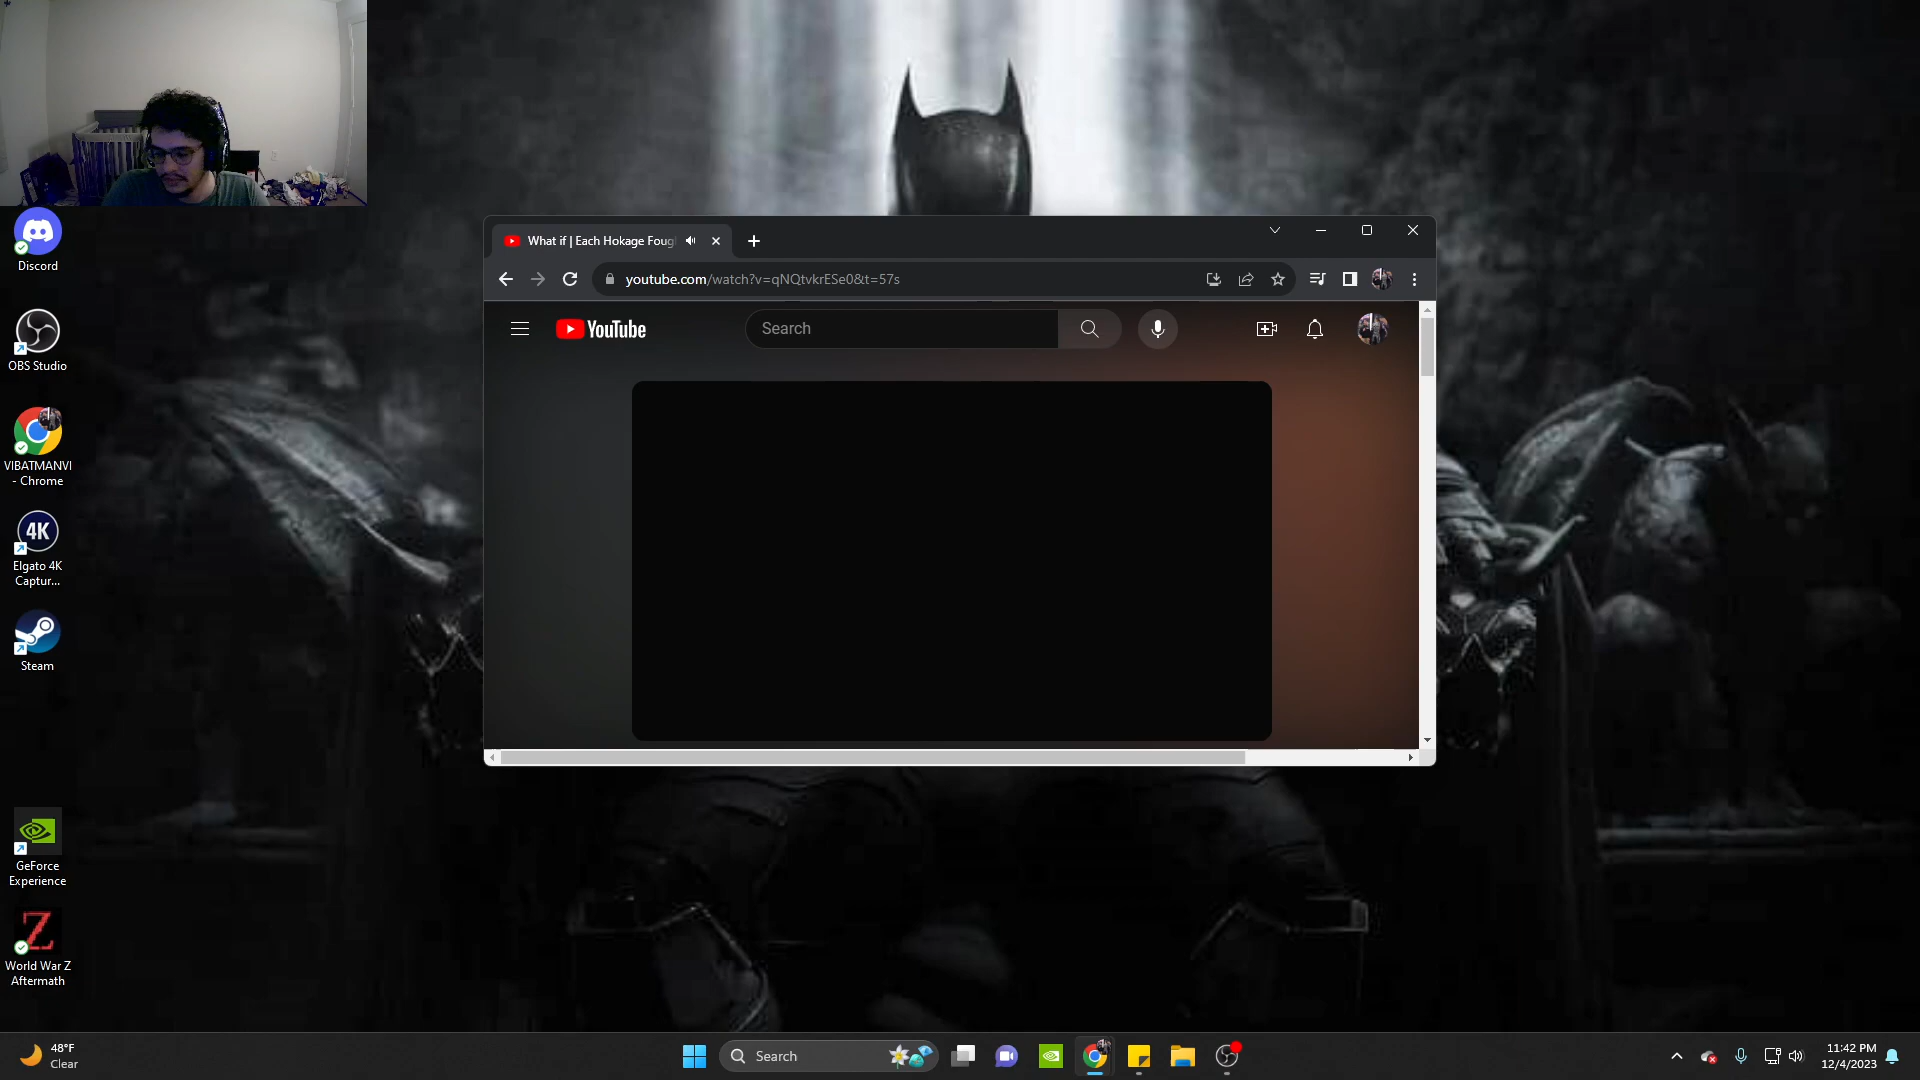 Discord
OBS Studio
VIBATMANVI
- Chrome
4K
Elgato 4K
Captur...
Steam
GeForce
Experience
Z
World War Z
Aftermath
What if | Each Hokage Foug
youtube.com/watch?v=qNQtvkrESe0&t=57s
YouTube
Search
48°F
Clear
Search
11:42 PM
12/4/2023